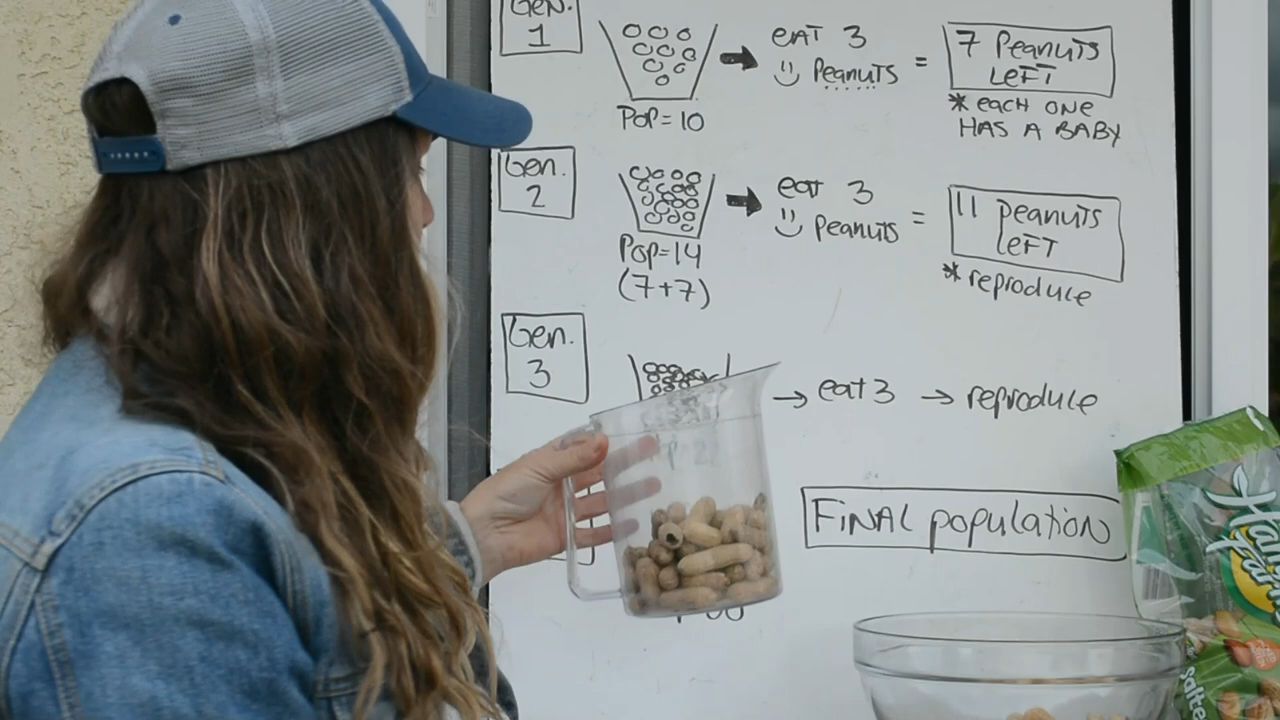 Gen. 1
Pop=10
eAT 3
Peanuts
=
7 Peanuts
LeFT
* each one
HAS A BABY
Gen. 2
Pop=14
(7+7)
eat 3
Peanuts
=
11 peanuts
LeFT
* reproduce
Gen. 3
→ eat 3 → reproduce
FINAL population